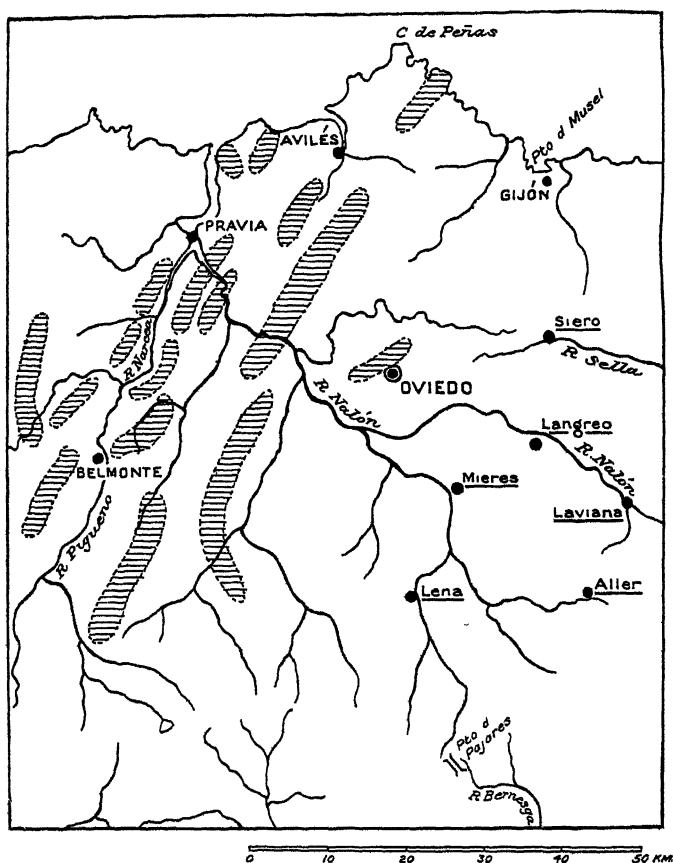 C de Peñas
Pto d Musel
AVILÉS
GIJÓN
PRAVIA
Siero
R. Sella
R. Narcea
OVIEDO
R. Nalón
Langreo
R. Nalón
BELMONTE
Mieres
Laviana
R Pigueno
Lena
Aller
Pto d
Pajares
R. Bernesga
0 10 20 30 40 50 KM.